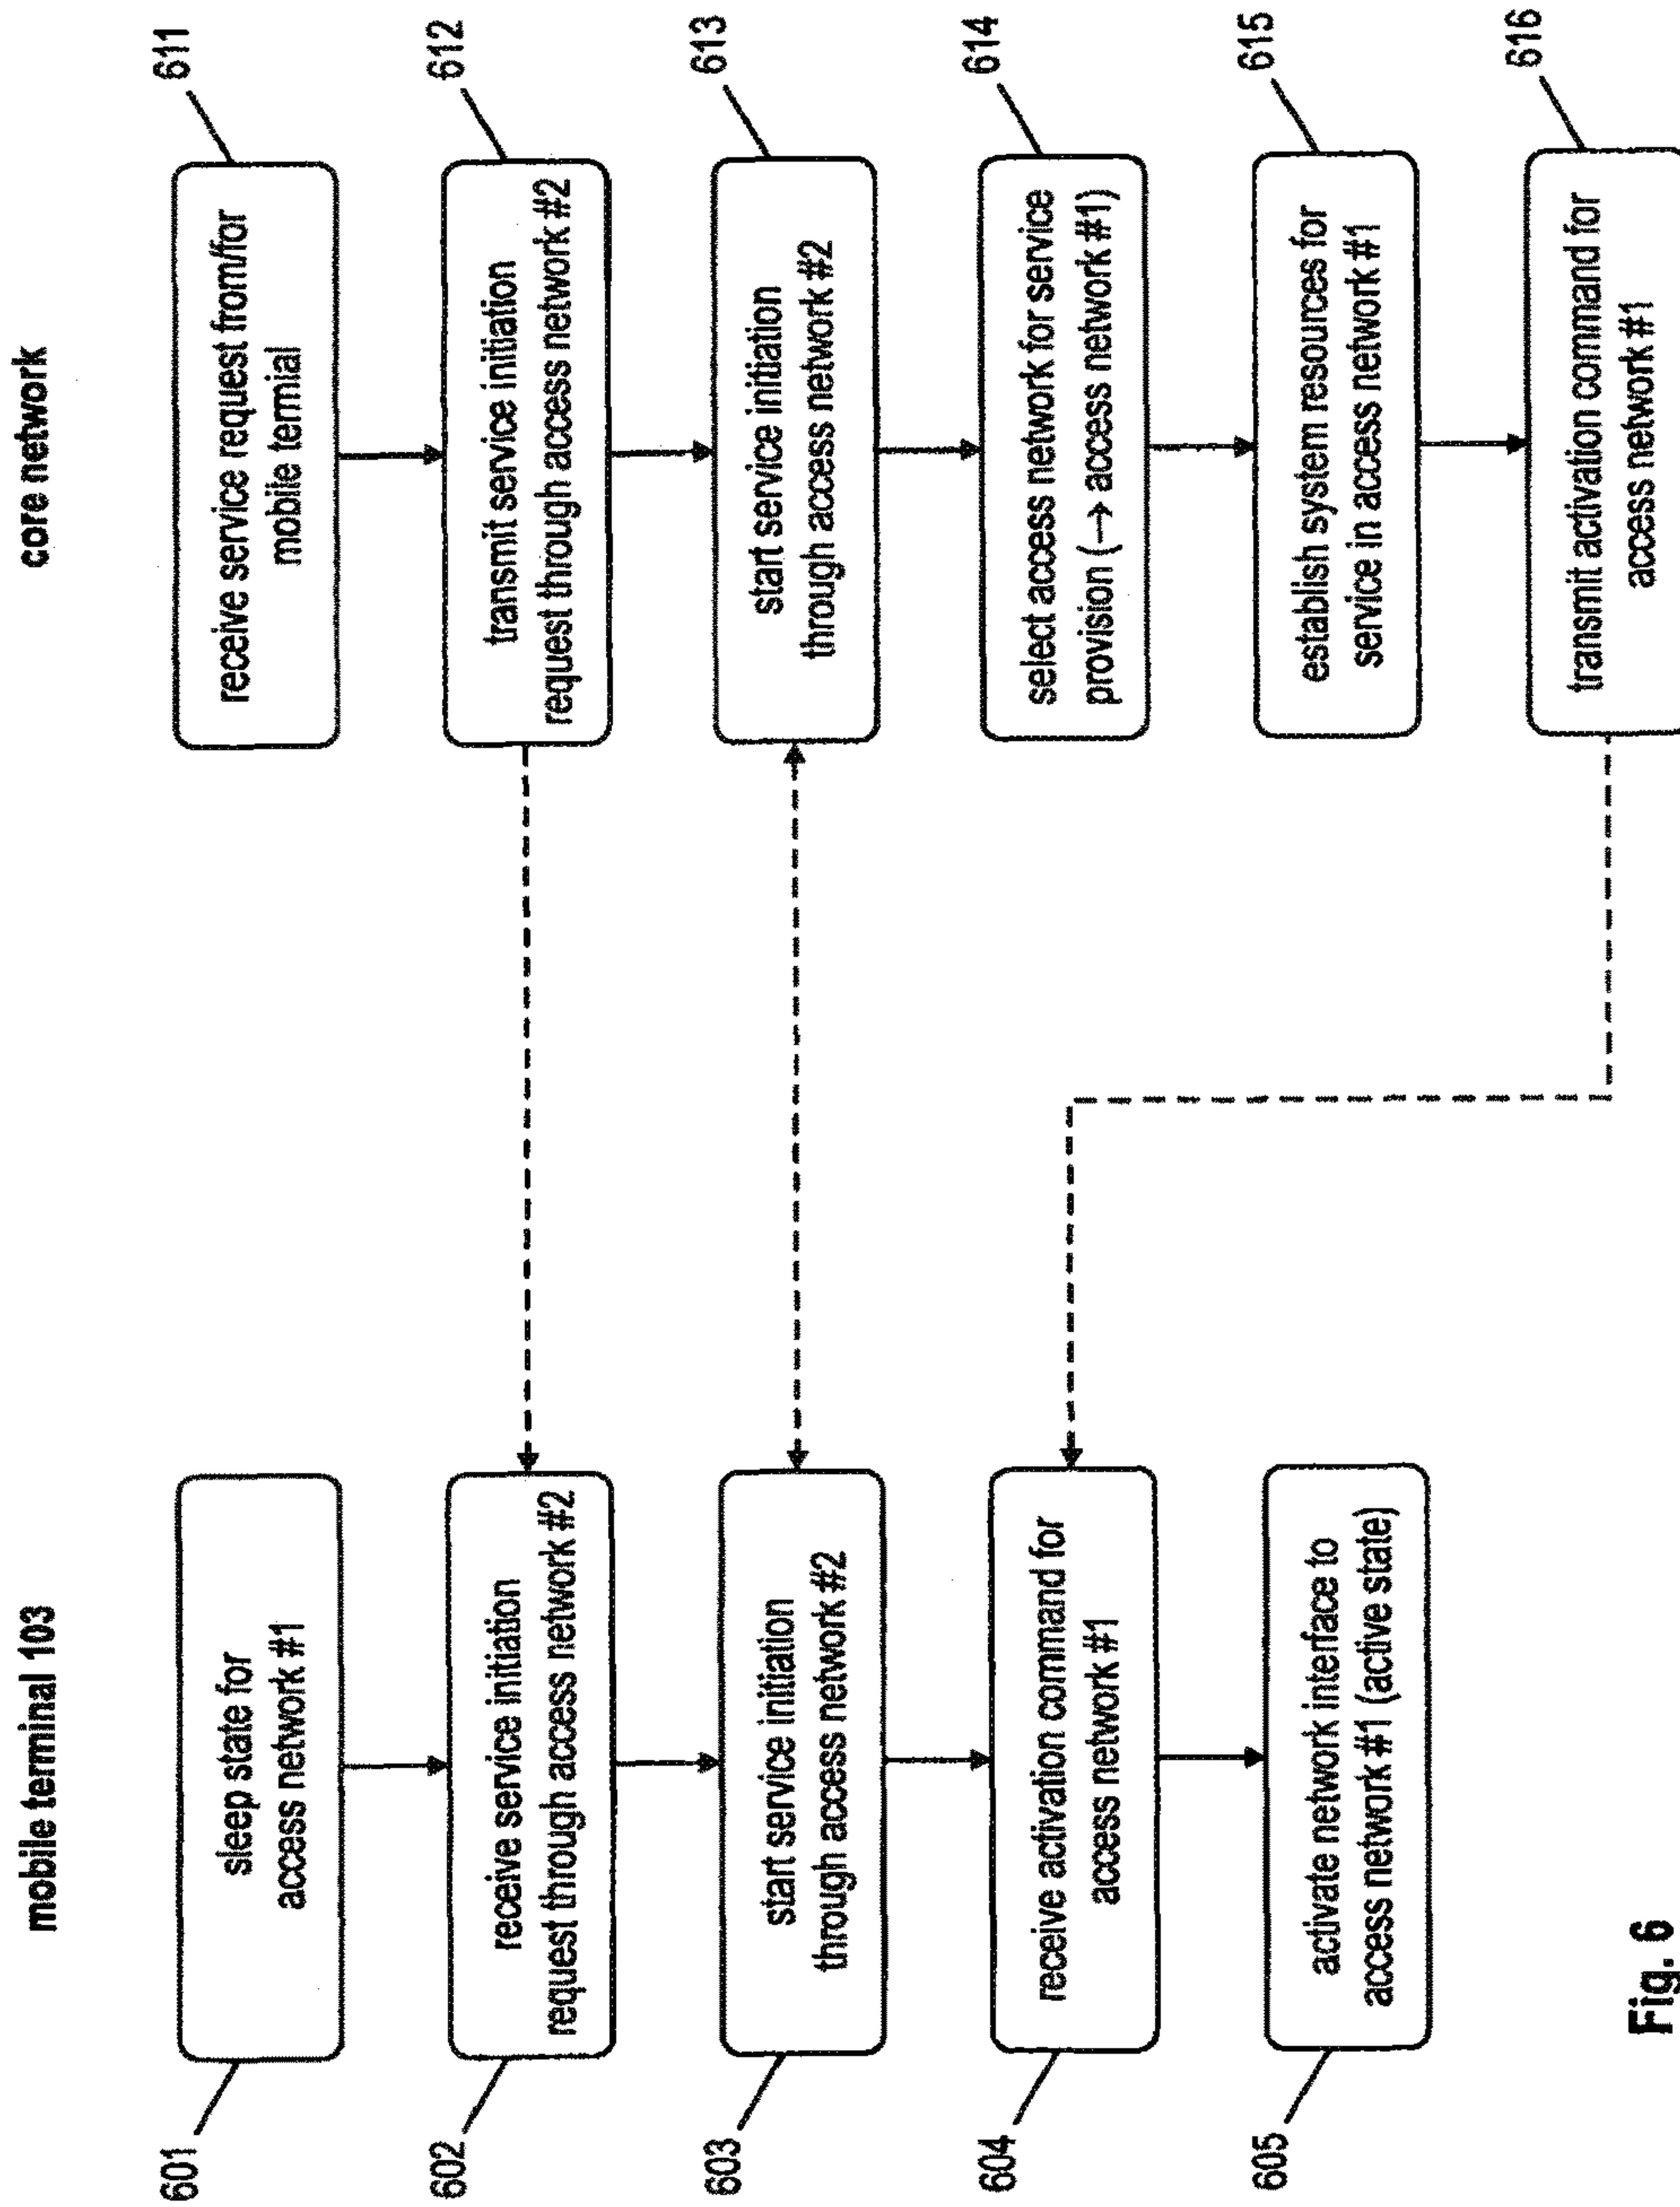 mobile terminal 103
core network
601
sleep state for
access network #1
602
receive service initiation
request through access network #2
603
start service initiation
through access network #2
604
receive activation command for
access network #1
605
activate network interface to
access network #1 (active state)
611
receive service request from/for
mobile termial
612
transmit service initiation
request through access network #2
613
start service initiation
through access network #2
614
select access network for service
provision (→ access network #1)
615
establish system resources for
service in access network #1
616
transmit activation command for
access network #1
Fig. 6